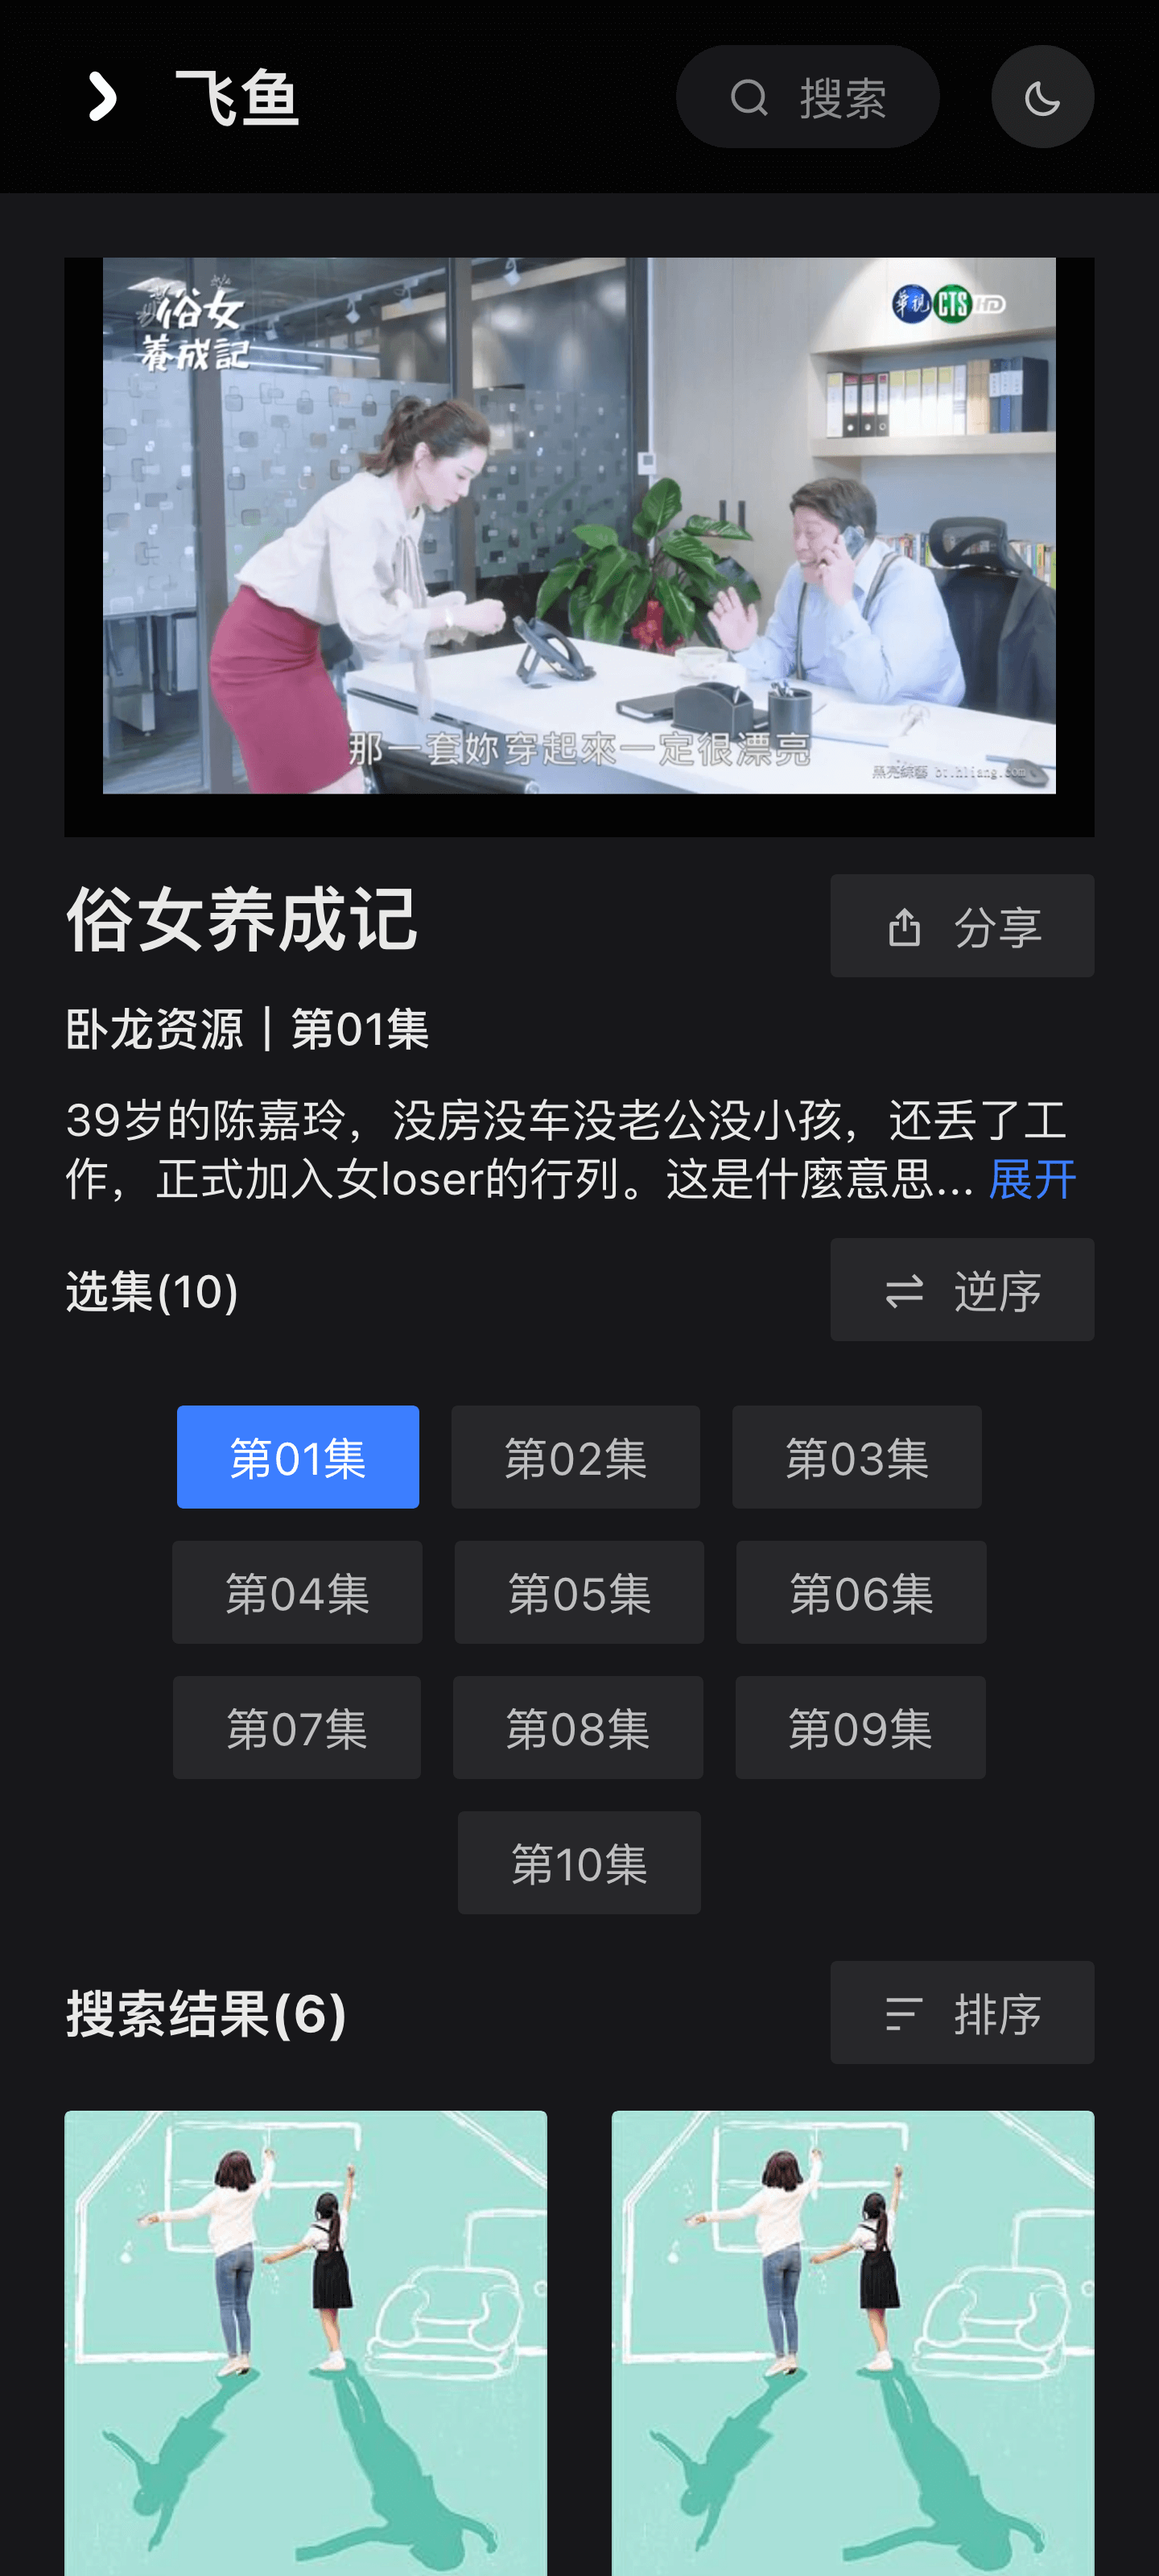 飞鱼
搜索
俗女
養成記
華視 CTS HD
那一套妳穿起來一定很漂亮
黑亮綜藝 bt.hliang.com
俗女养成记
分享
卧龙资源｜第01集
39岁的陈嘉玲，没房没车没老公没小孩，还丢了工
作，正式加入女loser的行列。这是什麼意思... 展开
选集(10)
逆序
第01集
第02集
第03集
第04集
第05集
第06集
第07集
第08集
第09集
第10集
搜索结果(6)
排序